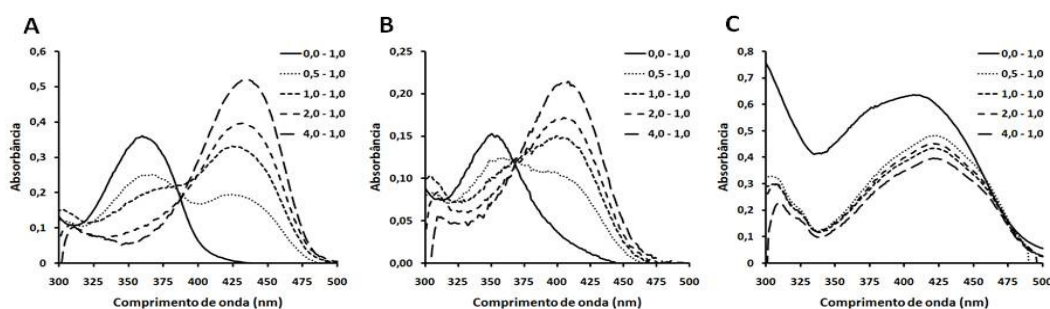 A
Absorbância
0,6
0,5
0,4
0,3
0,2
0,1
0
300 325 350 375 400 425 450 475 500
Comprimento de onda (nm)
0,0 - 1,0
0,5 - 1,0
1,0 - 1,0
2,0 - 1,0
4,0 - 1,0
B
Absorbância
0,25
0,20
0,15
0,10
0,05
0,00
300 325 350 375 400 425 450 475 500
Comprimento de onda (nm)
0,0 - 1,0
0,5 - 1,0
1,0 - 1,0
2,0 - 1,0
4,0 - 1,0
C
Absorbância
0,8
0,7
0,6
0,5
0,4
0,3
0,2
0,1
0
300 325 350 375 400 425 450 475 500
Comprimento de onda (nm)
0,0 - 1,0
0,5 - 1,0
1,0 - 1,0
2,0 - 1,0
4,0 - 1,0